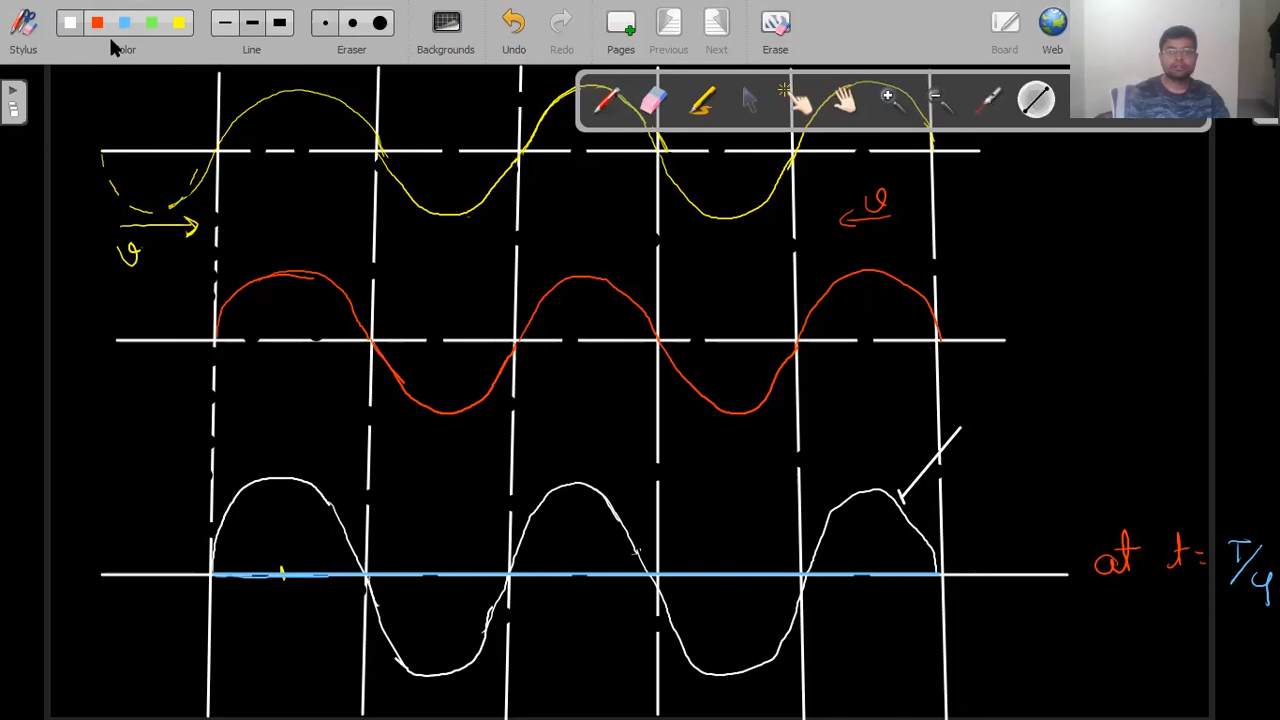 Stylus
Color
Line
Eraser
Backgrounds
Undo
Redo
Pages
Previous
Next
Erase
Board
Web
v
v
at t= T/4